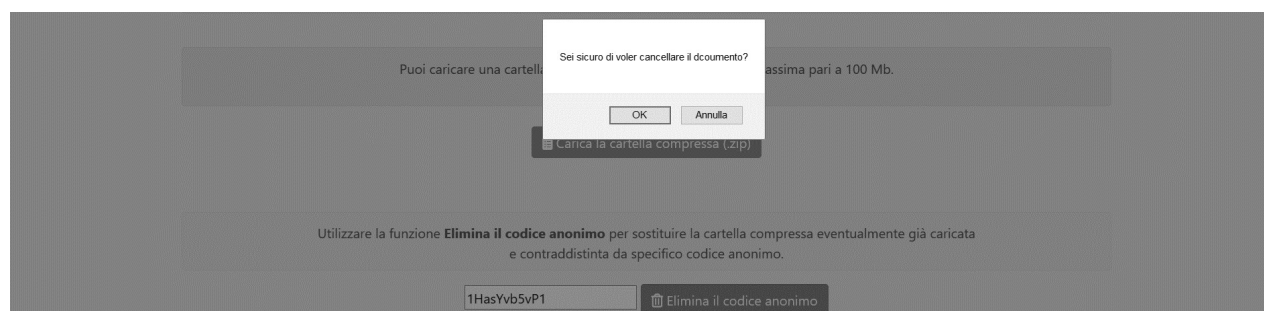 Sei sicuro di voler cancellare il dcoumento?
OK Annulla
Puoi caricare una cartella assima pari a 100 Mb.
Carica la cartella compressa (.zip)
Utilizzare la funzione Elimina il codice anonimo per sostituire la cartella compressa eventualmente già caricata
e contraddistinta da specifico codice anonimo.
1HasYvb5vP1 Elimina il codice anonimo